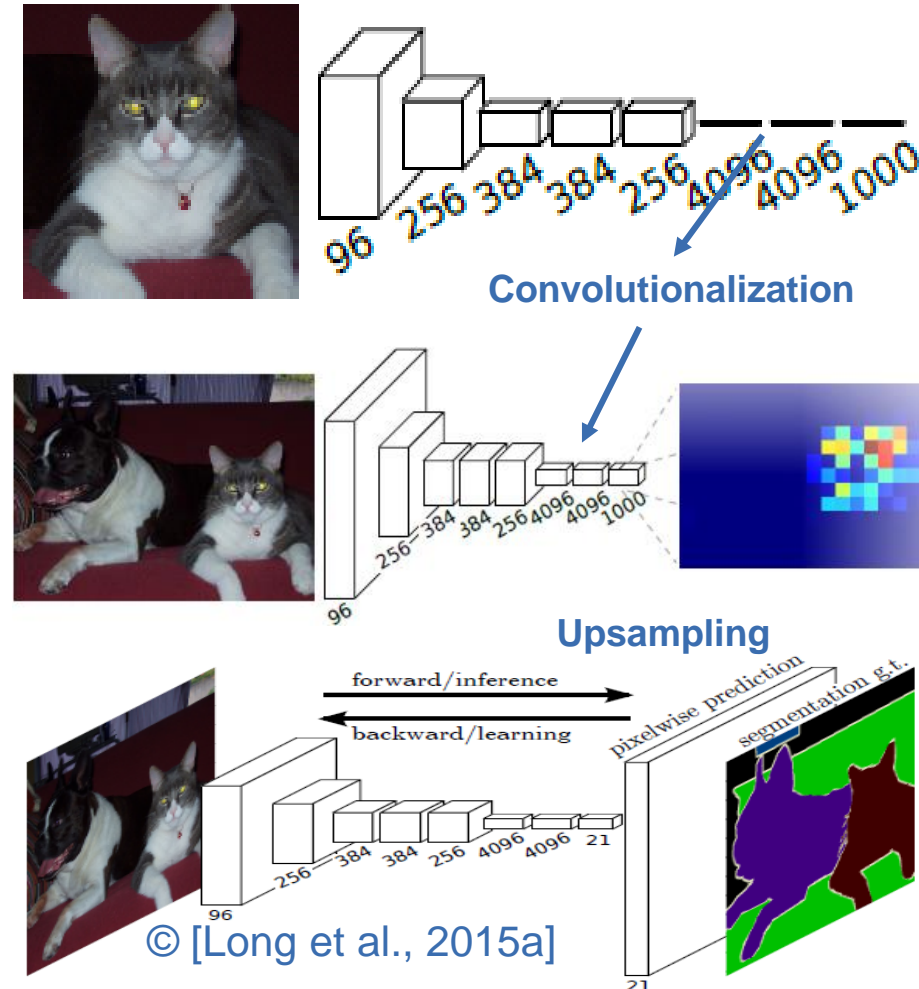 96 256 384 384 256 4096 4096 1000
Convolutionalization
96 256 384 384 256 4096 4096 1000
Upsampling
forward/inference
backward/learning
pixelwise prediction
segmentation g.t.
96 256 384 384 256 4096 4096 21
21
© [Long et al., 2015a]